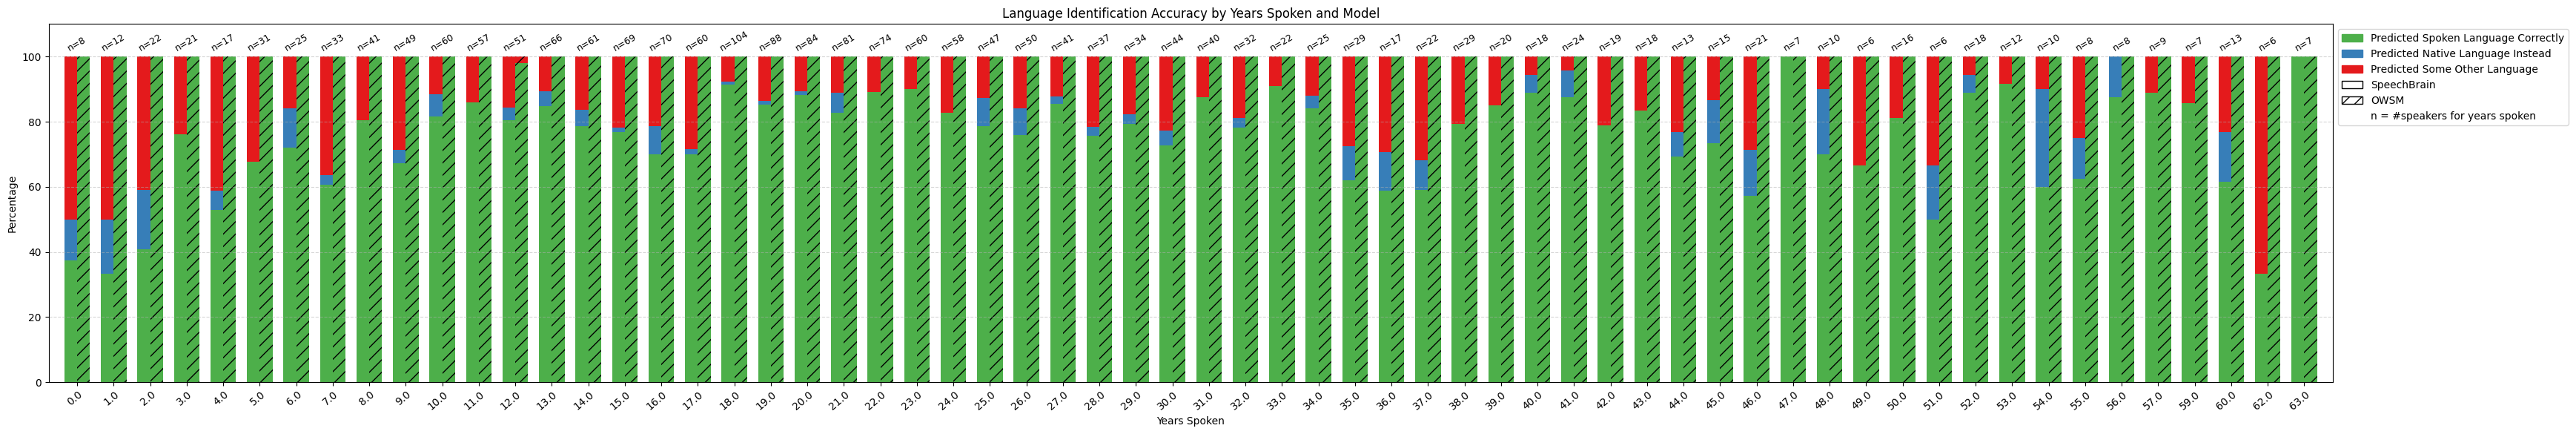 Language Identification Accuracy by Years Spoken and Model
n=8 n=12 n=22 n=21 n=17 n=31 n=25 n=33 n=41 n=49 n=60 n=57 n=51 n=66 n=61 n=69 n=70 n=60 n=104 n=88 n=84 n=81 n=74 n=60 n=58 n=47 n=50 n=41 n=37 n=34 n=44 n=40 n=32 n=22 n=25 n=29 n=17 n=22 n=29 n=20 n=18 n=24 n=19 n=18 n=13 n=15 n=21 n=7 n=10 n=6 n=16 n=6 n=18 n=12 n=10 n=8 n=8 n=9 n=7 n=13 n=6 n=7
Predicted Spoken Language Correctly
Predicted Native Language Instead
Predicted Some Other Language
SpeechBrain
OWSM
n = #speakers for years spoken
Percentage
100
80
60
40
20
0
0.0 1.0 2.0 3.0 4.0 5.0 6.0 7.0 8.0 9.0 10.0 11.0 12.0 13.0 14.0 15.0 16.0 17.0 18.0 19.0 20.0 21.0 22.0 23.0 24.0 25.0 26.0 27.0 28.0 29.0 30.0 31.0 32.0 33.0 34.0 35.0 36.0 37.0 38.0 39.0 40.0 41.0 42.0 43.0 44.0 45.0 46.0 47.0 48.0 49.0 50.0 51.0 52.0 53.0 54.0 55.0 56.0 57.0 59.0 60.0 62.0 63.0
Years Spoken